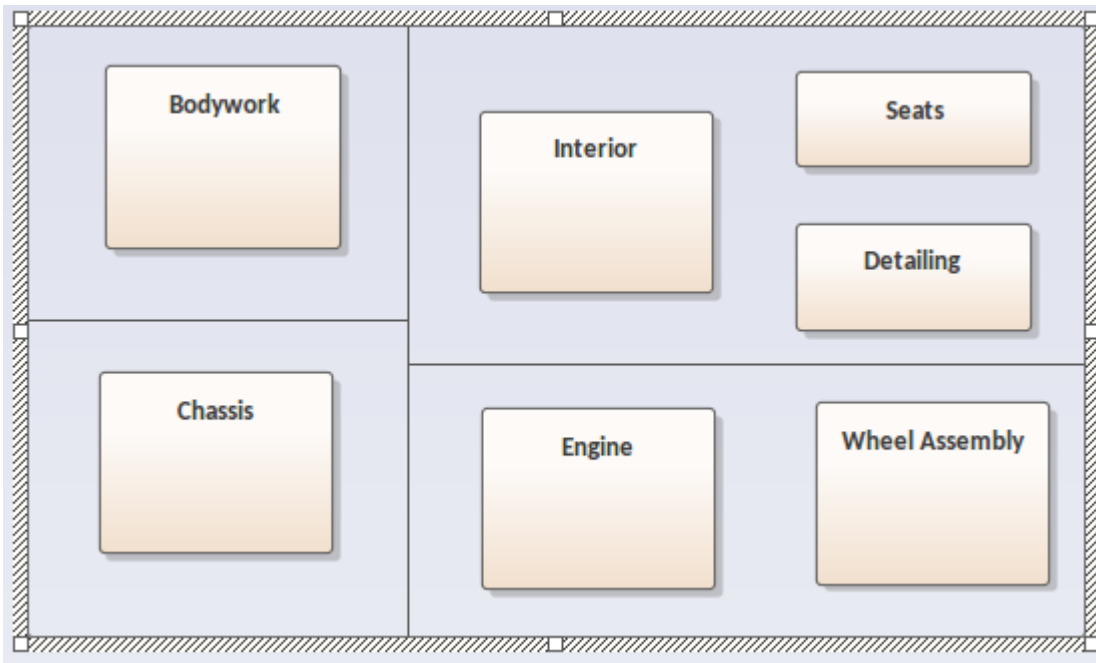 Bodywork
Interior
Seats
Detailing
Chassis
Engine
Wheel Assembly